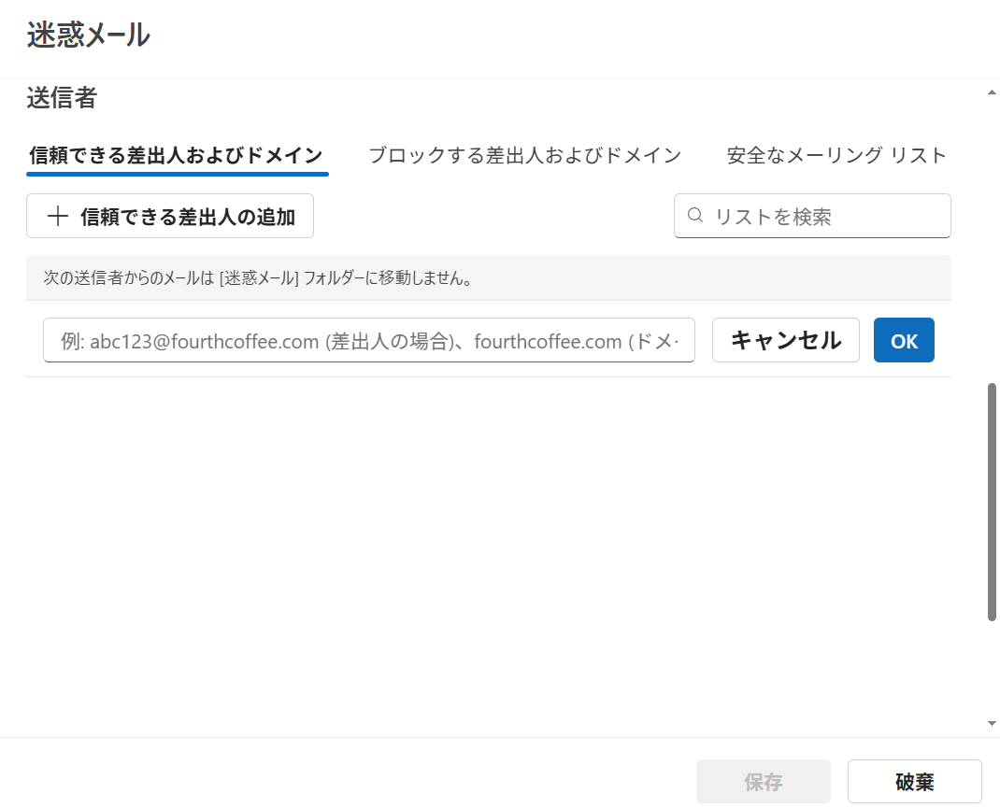 迷惑メール
送信者
信頼できる差出人およびドメイン ブロックする差出人およびドメイン 安全なメーリング リスト
信頼できる差出人の追加 リストを検索
次の送信者からのメールは [迷惑メール] フォルダーに移動しません。
例: abc123@fourthcoffee.com (差出人の場合)、fourthcoffee.com (ドメ キャンセル OK
保存 破棄